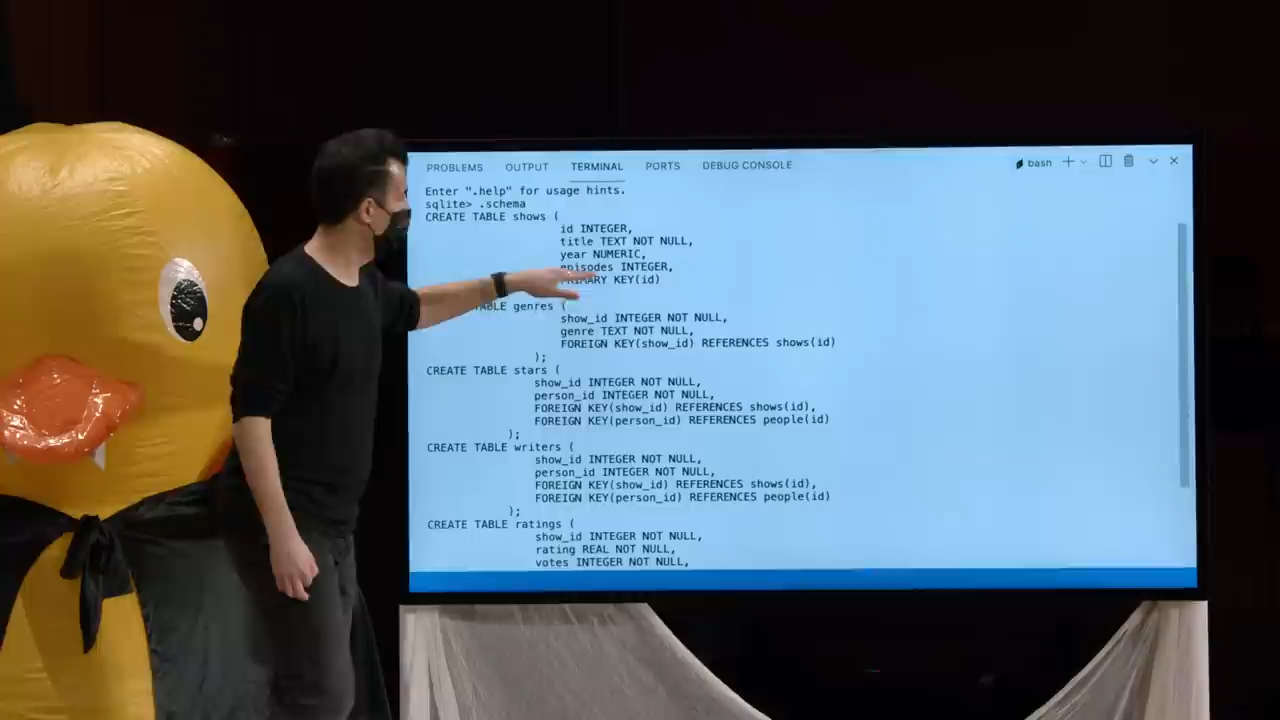 PROBLEMS OUTPUT TERMINAL PORTS DEBUG CONSOLE bash
Enter ".help" for usage hints.
sqlite> .schema
CREATE TABLE shows (
id INTEGER,
title TEXT NOT NULL,
year NUMERIC,
episodes INTEGER,
PRIMARY KEY(id)
TABLE genres (
show_id INTEGER NOT NULL,
genre TEXT NOT NULL,
FOREIGN KEY(show_id) REFERENCES shows(id)
);
CREATE TABLE stars (
show_id INTEGER NOT NULL,
person_id INTEGER NOT NULL,
FOREIGN KEY(show_id) REFERENCES shows(id),
FOREIGN KEY(person_id) REFERENCES people(id)
);
CREATE TABLE writers (
show_id INTEGER NOT NULL,
person_id INTEGER NOT NULL,
FOREIGN KEY(show_id) REFERENCES shows(id),
FOREIGN KEY(person_id) REFERENCES people(id)
);
CREATE TABLE ratings (
show_id INTEGER NOT NULL,
rating REAL NOT NULL,
votes INTEGER NOT NULL,